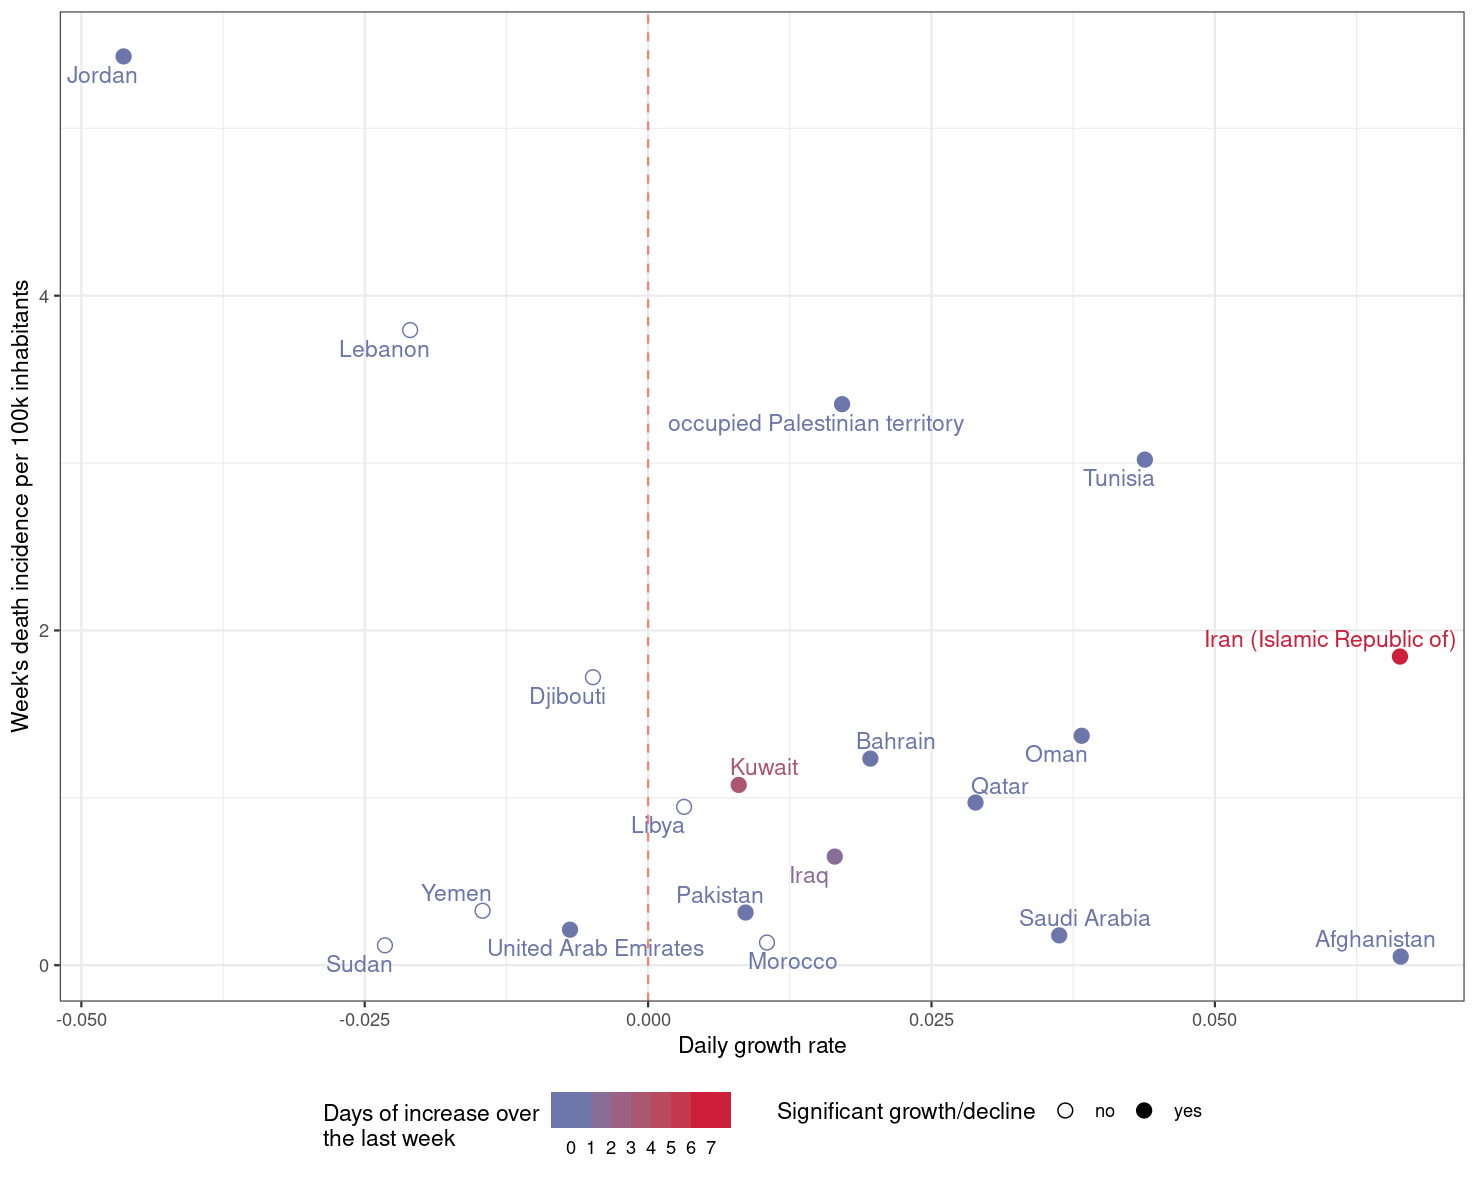 Jordan
Lebanon
occupied Palestinian territory
Tunisia
Iran (Islamic Republic of)
Djibouti
Bahrain
Oman
Kuwait
Qatar
Libya
Iraq
Yemen
Pakistan
Saudi Arabia
Afghanistan
United Arab Emirates
Sudan
Morocco
4
2
0
Week's death incidence per 100k inhabitants
-0.050 -0.025 0.000 0.025 0.050
Daily growth rate
Days of increase over
the last week
0 1 2 3 4 5 6 7
Significant growth/decline no yes